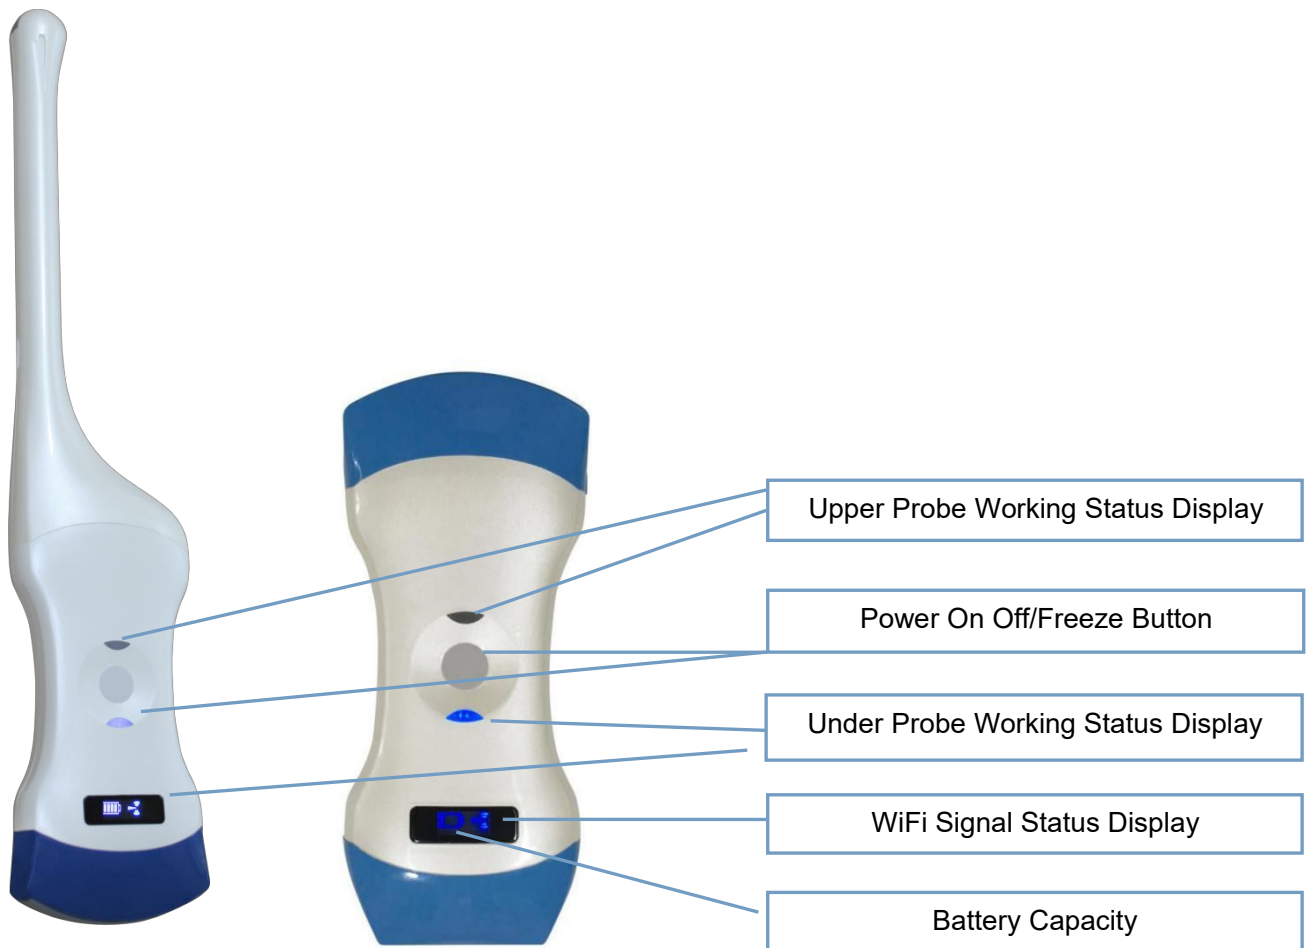 Upper Probe Working Status Display
Power On Off/Freeze Button
Under Probe Working Status Display
WiFi Signal Status Display
Battery Capacity